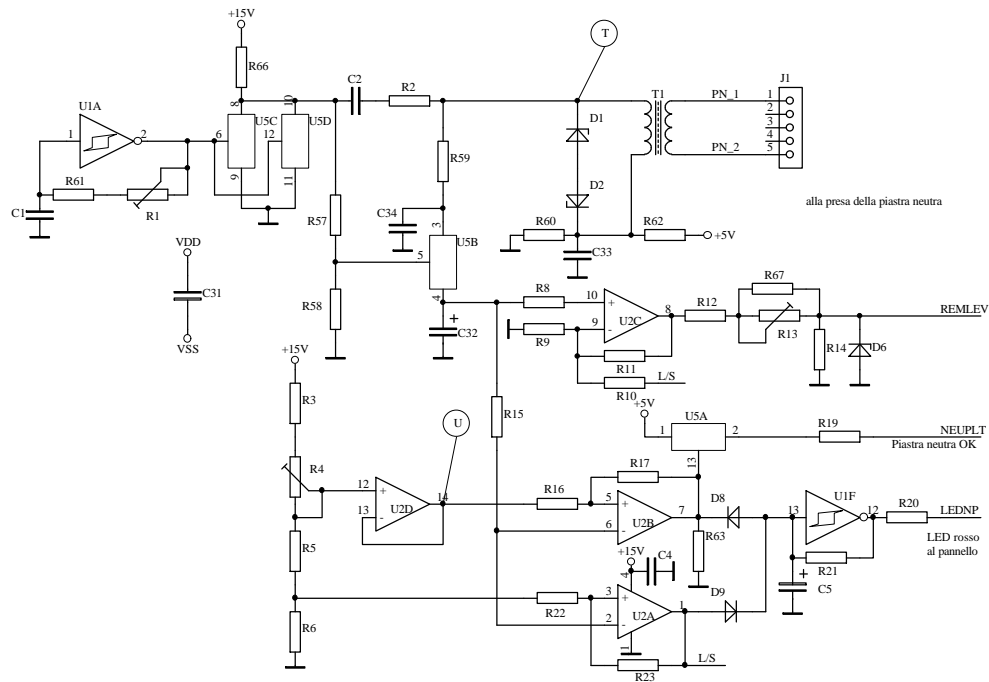 +15V
T
R66
C2
R2
J1
T1
PN_1
1
2
3
4
5
PN_2
U1A
1
2
8
10
U5C
U5D
6
12
9
11
R61
R1
C1
D1
D2
R59
R57
C34
3
U5B
5
4
R60
R62
+5V
C33
alla presa della piastra neutra
VDD
C31
VSS
R58
+
C32
R8
10
+
9
-
8
U2C
R9
R11
R10
L/S
R12
R67
R13
R14
D6
REMLEV
+15V
R3
R4
R5
R6
R15
U
12
+
13
-
14
U2D
+5V
U5A
1
2
13
R19
NEUPLT
Piastra neutra OK
R17
R16
5
+
6
-
7
U2B
R63
D8
D9
U1F
13
12
R20
LEDNP
LED rosso
al pannello
R21
+
C5
+15V
C4
4
R22
3
+
2
-
1
U2A
1
R23
L/S